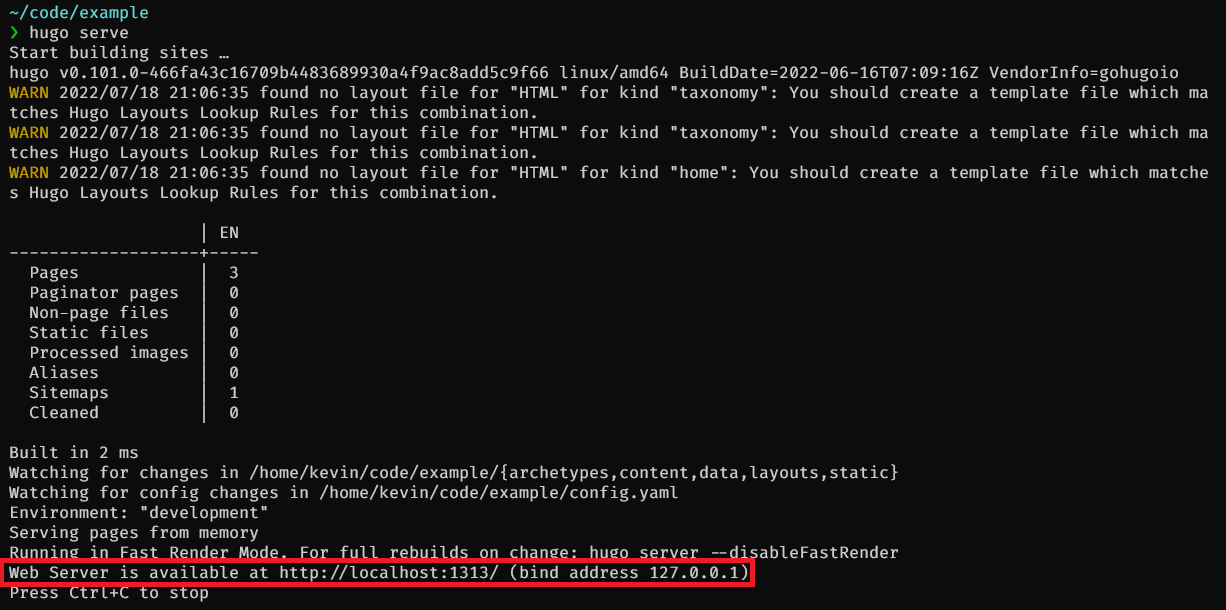 ~/code/example
❯ hugo serve
Start building sites …
hugo v0.101.0-466fa43c16709b4483689930a4f9ac8add5c9f66 linux/amd64 BuildDate=2022-06-16T07:09:16Z VendorInfo=gohugoio
WARN 2022/07/18 21:06:35 found no layout file for "HTML" for kind "taxonomy": You should create a template file which ma
tches Hugo Layouts Lookup Rules for this combination.
WARN 2022/07/18 21:06:35 found no layout file for "HTML" for kind "taxonomy": You should create a template file which ma
tches Hugo Layouts Lookup Rules for this combination.
WARN 2022/07/18 21:06:35 found no layout file for "HTML" for kind "home": You should create a template file which matche
s Hugo Layouts Lookup Rules for this combination.
                   | EN
-------------------+-----
  Pages            |  3
  Paginator pages  |  0
  Non-page files   |  0
  Static files     |  0
  Processed images |  0
  Aliases          |  0
  Sitemaps         |  1
  Cleaned          |  0
Built in 2 ms
Watching for changes in /home/kevin/code/example/{archetypes,content,data,layouts,static}
Watching for config changes in /home/kevin/code/example/config.yaml
Environment: "development"
Serving pages from memory
Running in Fast Render Mode. For full rebuilds on change: hugo server --disableFastRender
Web Server is available at http://localhost:1313/ (bind address 127.0.0.1)
Press Ctrl+C to stop